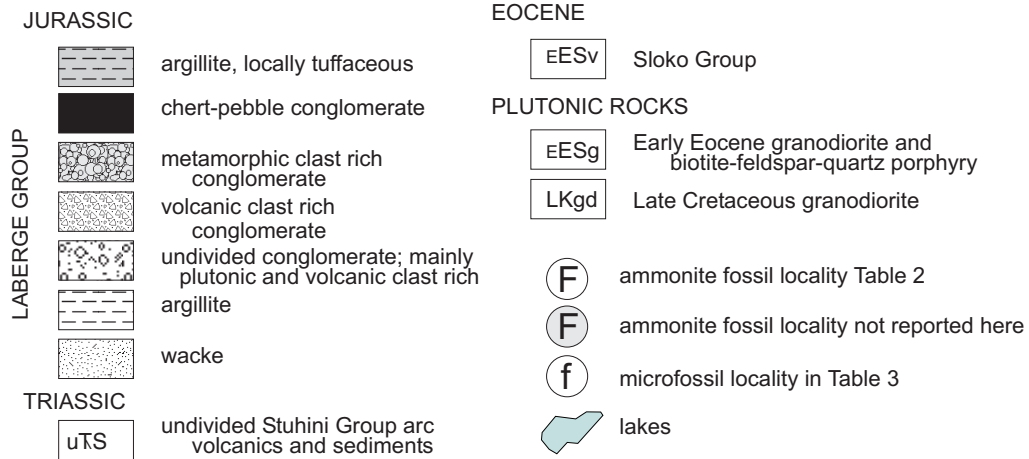 JURASSIC
LABERGE GROUP
argillite, locally tuffaceous
chert-pebble conglomerate
metamorphic clast rich
conglomerate
volcanic clast rich
conglomerate
undivided conglomerate; mainly
plutonic and volcanic clast rich
argillite
wacke
TRIASSIC
uTS
undivided Stuhini Group arc
volcanics and sediments
EOCENE
EESv Sloko Group
PLUTONIC ROCKS
EESg
Early Eocene granodiorite and
biotite-feldspar-quartz porphyry
LKgd Late Cretaceous granodiorite
F ammonite fossil locality Table 2
F ammonite fossil locality not reported here
f microfossil locality in Table 3
lakes